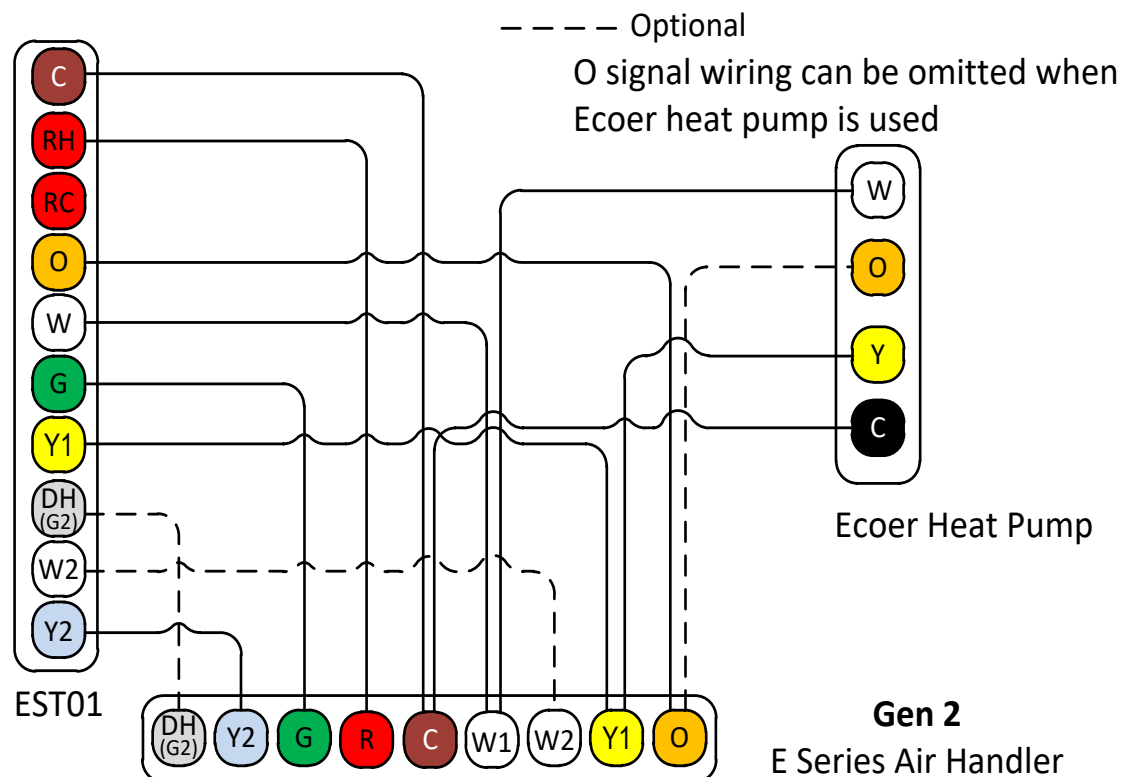 Optional
O signal wiring can be omitted when
Ecoer heat pump is used
C
RH
RC
O
W
G
Y1
DH
(G2)
W2
Y2
EST01
W
O
Y
C
Ecoer Heat Pump
DH
(G2)
Y2
G
R
C
W1
W2
Y1
O
Gen 2
E Series Air Handler